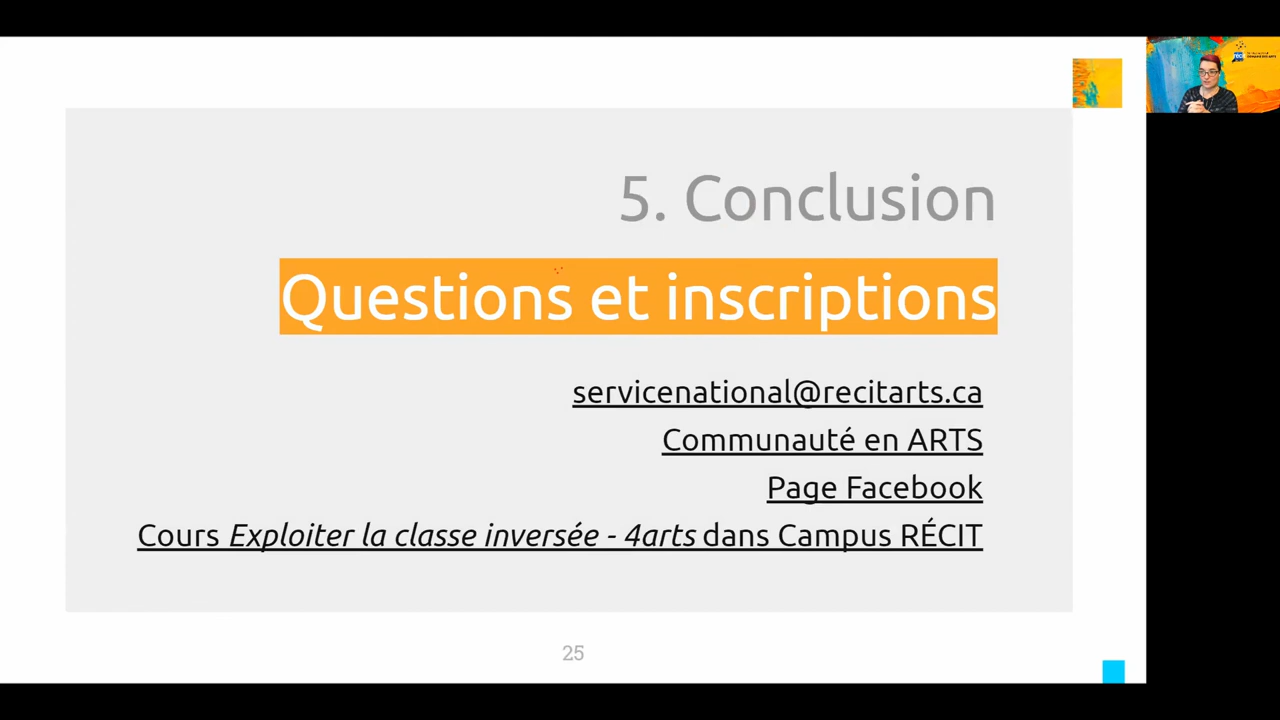 5. Conclusion
Questions et inscriptions
servicenational@recitarts.ca
Communauté en ARTS
Page Facebook
Cours Exploiter la classe inversée - 4arts dans Campus RÉCIT
25